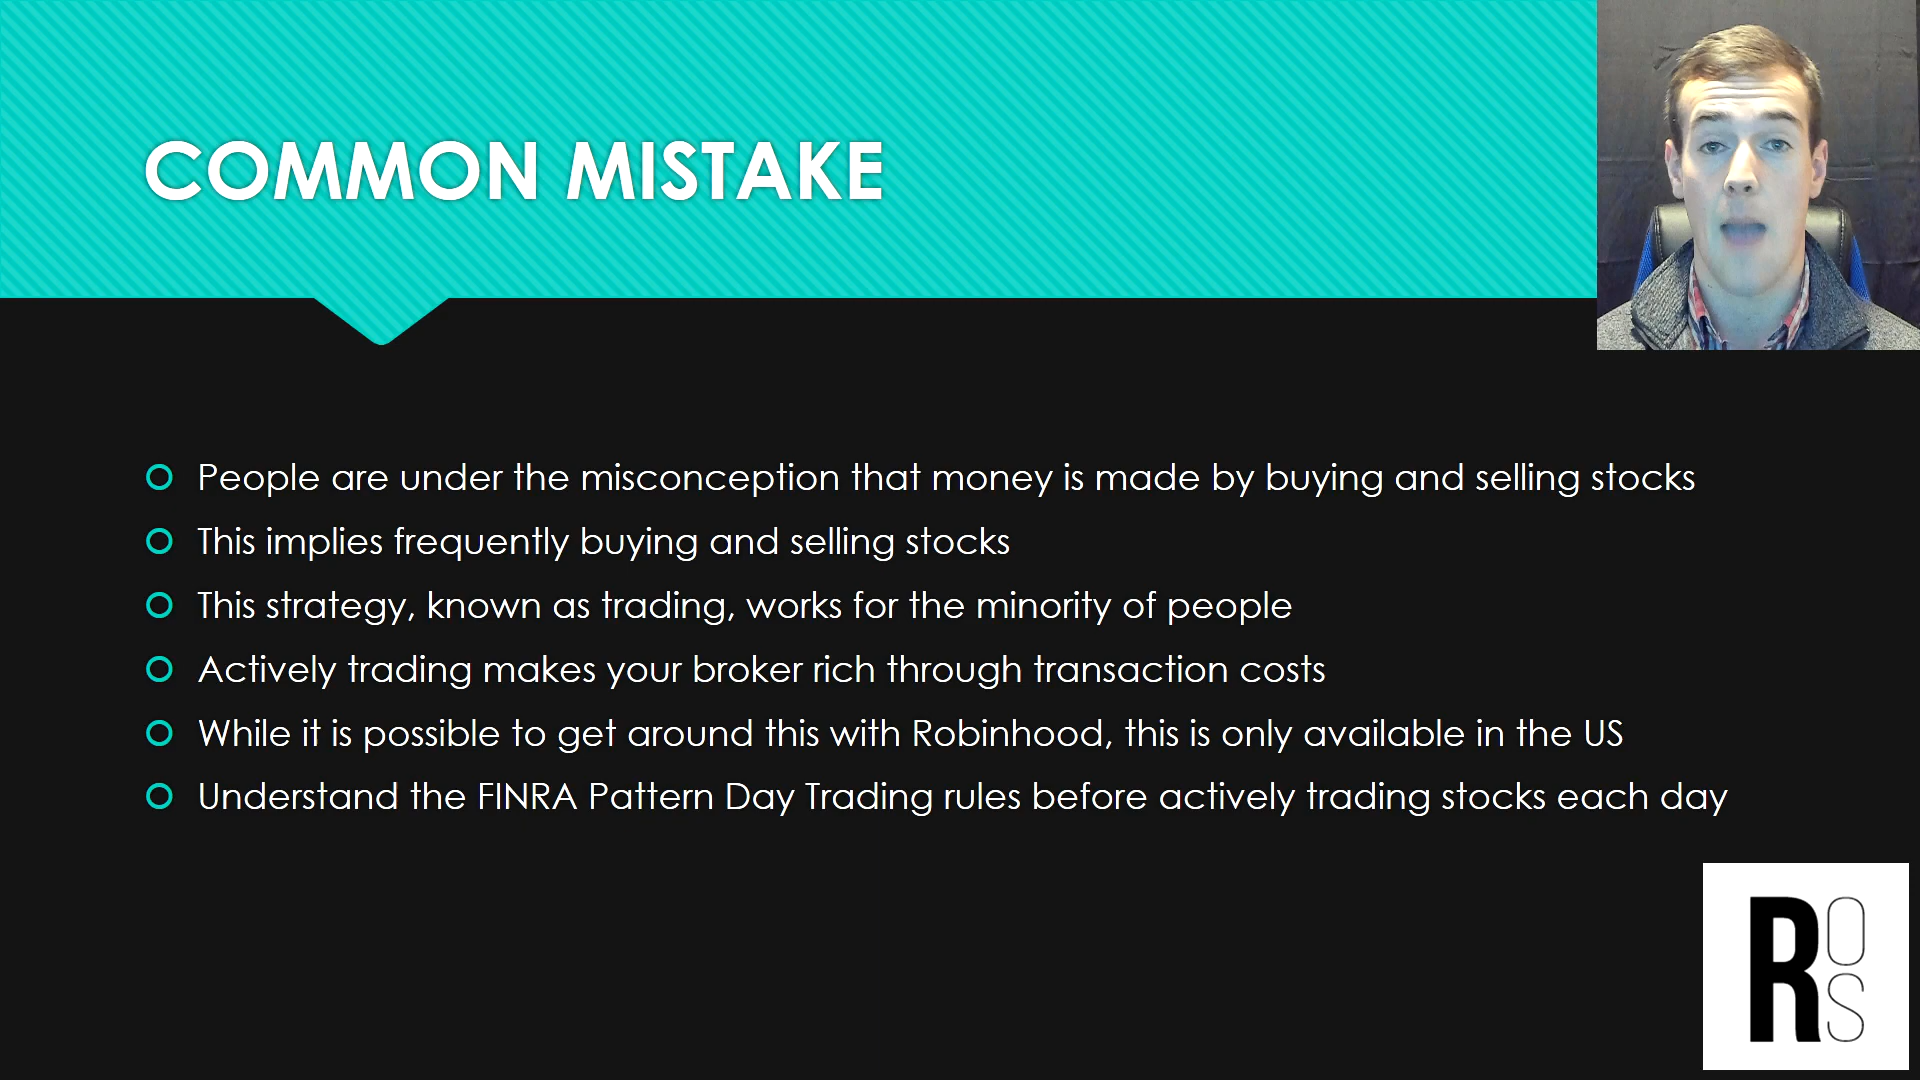 COMMON MISTAKE
People are under the misconception that money is made by buying and selling stocks
This implies frequently buying and selling stocks
This strategy, known as trading, works for the minority of people
Actively trading makes your broker rich through transaction costs
While it is possible to get around this with Robinhood, this is only available in the US
Understand the FINRA Pattern Day Trading rules before actively trading stocks each day
ROS